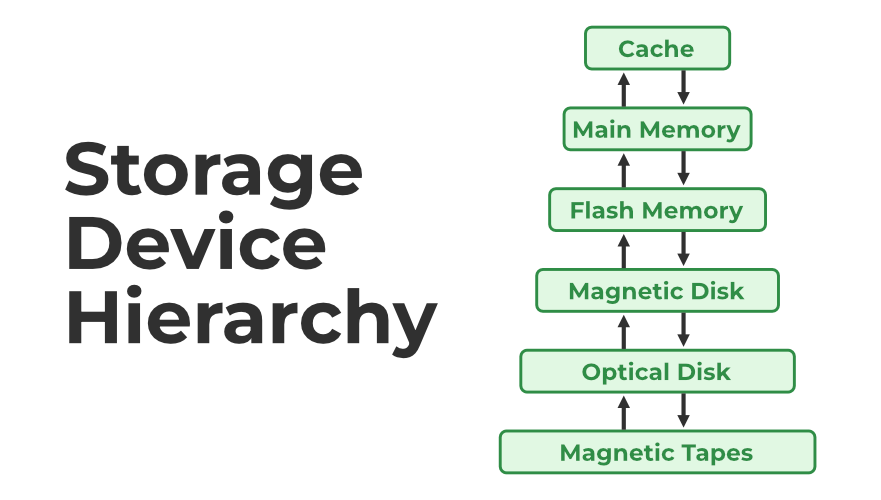 Storage
Device
Hierarchy
Cache
Main Memory
Flash Memory
Magnetic Disk
Optical Disk
Magnetic Tapes